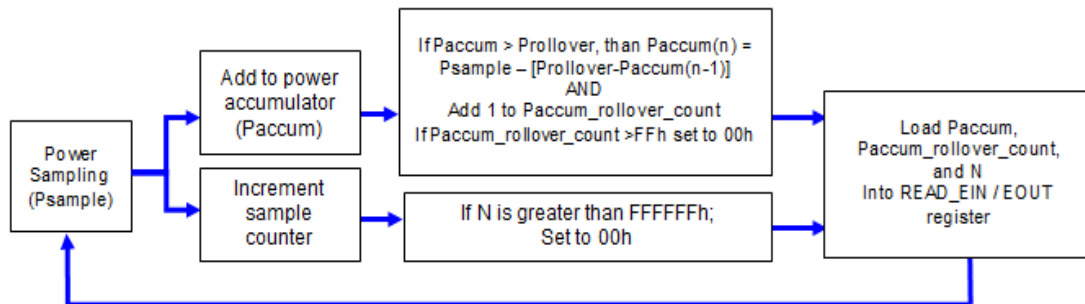 Power
Sampling
(Psample)
Add to power
accumulator
(Paccum)
If Paccum > Prollover, than Paccum(n) =
Psample – [Prollover-Paccum(n-1)]
AND
Add 1 to Paccum_rollover_count
If Paccum_rollover_count >FFh set to 00h
Increment
sample
counter
If N is greater than FFFFFFh;
Set to 00h
Load Paccum,
Paccum_rollover_count,
and N
Into READ_EIN / EOUT
register